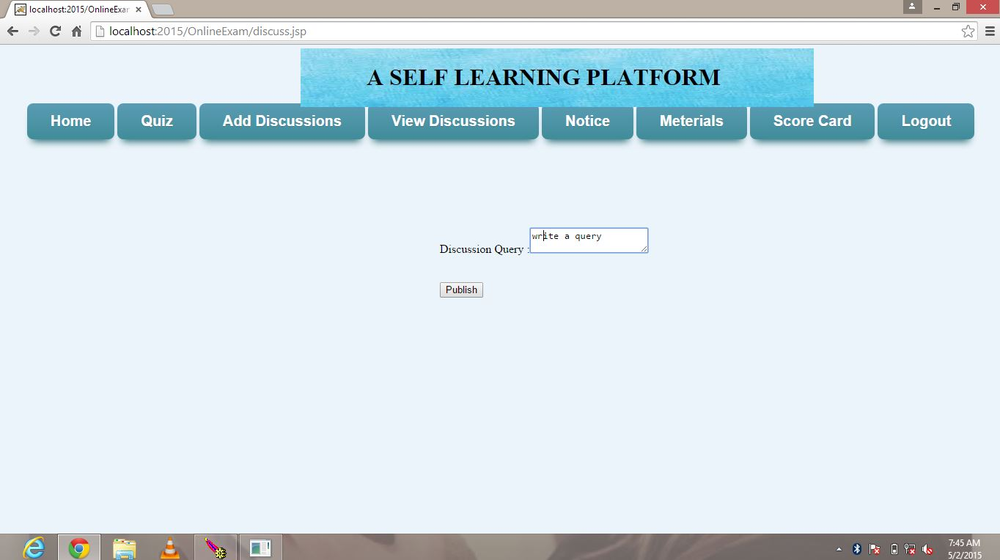 localhost:2015/OnlineExar
localhost:2015/OnlineExam/discuss.jsp
A SELF LEARNING PLATFORM
Home Quiz Add Discussions View Discussions Notice Meterials Score Card Logout
write a query
Discussion Query :
Publish
7:45 AM
5/2/2015